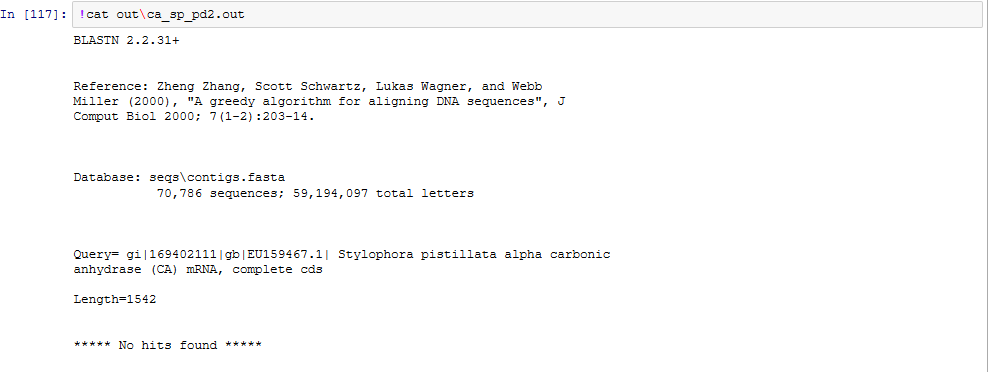 In [117]: !cat out\ca_sp_pd2.out
BLASTN 2.2.31+
Reference: Zheng Zhang, Scott Schwartz, Lukas Wagner, and Webb
Miller (2000), "A greedy algorithm for aligning DNA sequences", J
Comput Biol 2000; 7(1-2):203-14.
Database: seqs\contigs.fasta
70,786 sequences; 59,194,097 total letters
Query= gi|169402111|gb|EU159467.1| Stylophora pistillata alpha carbonic
anhydrase (CA) mRNA, complete cds
Length=1542
***** No hits found *****